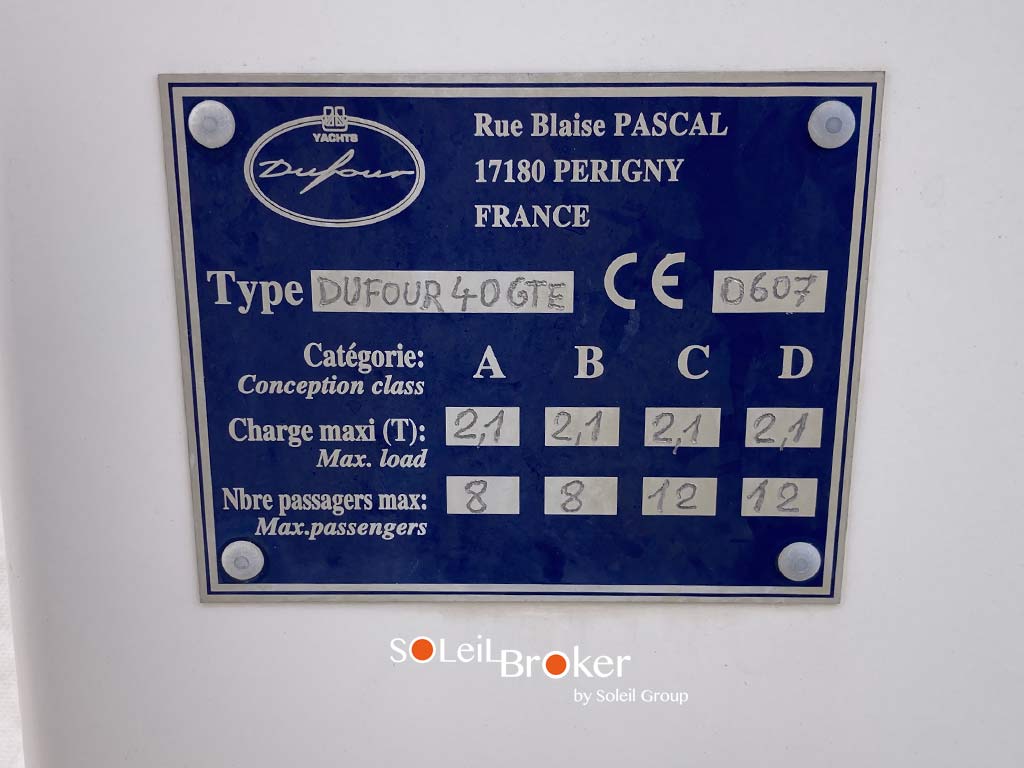 YACHTS
Dufour
Rue Blaise PASCAL
17180 PERIGNY
FRANCE
Type DUFOUR 40 GTE CE 0607
Catégorie: A B C D
Conception class
Charge maxi (T): 2,1 2,1 2,1 2,1
Max. load
Nbre passagers max: 8 8 12 12
Max.passengers
SOLeiL Broker
by Soleil Group